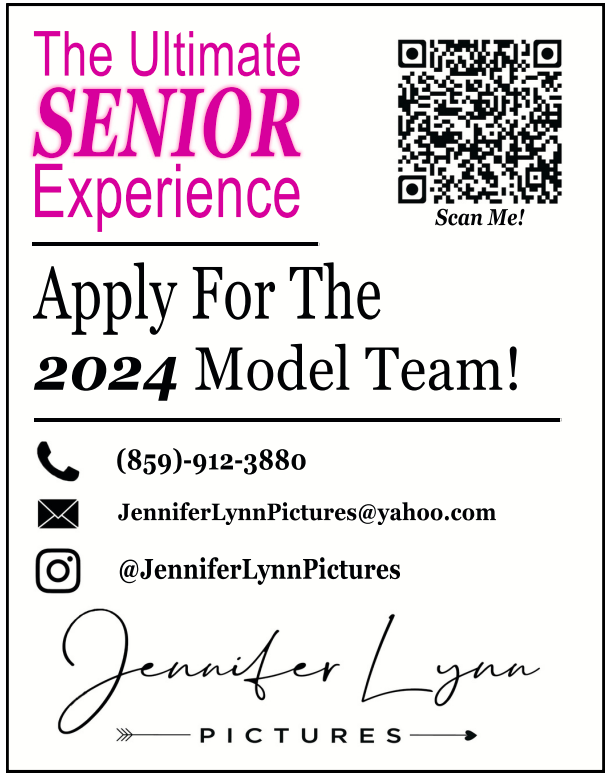 The Ultimate
SENIOR
Experience
Scan Me!
Apply For The
2024 Model Team!
(859)-912-3880
JenniferLynnPictures@yahoo.com
@JenniferLynnPictures
Jennifer Lynn
PICTURES